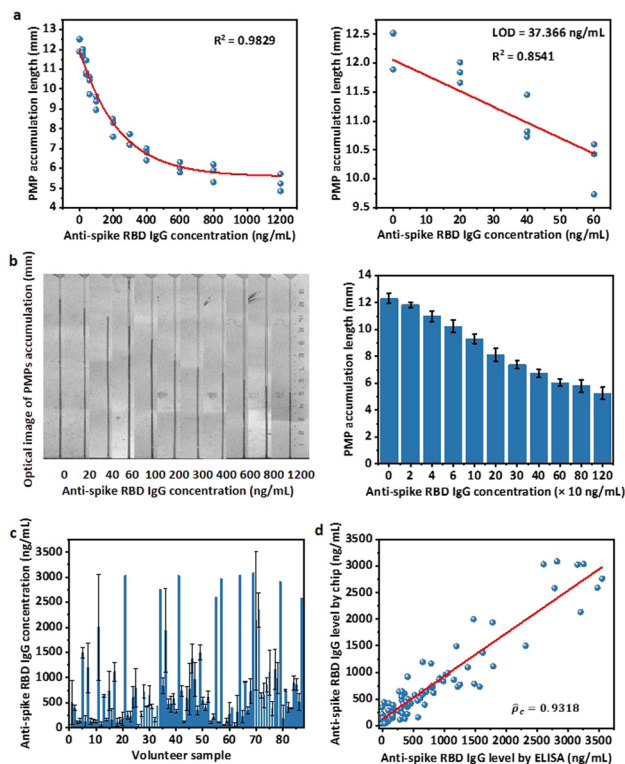 a
PMP accumulation length (mm)
13
12
11
10
9
8
7
6
5
4
R² = 0.9829
0 200 400 600 800 1000 1200
Anti-spike RBD IgG concentration (ng/mL)
PMP accumulation length (mm)
12.5
12.0
11.5
11.0
10.5
10.0
9.5
LOD = 37.366 ng/mL
R² = 0.8541
0 10 20 30 40 50 60
Anti-spike RBD IgG concentration (ng/mL)
b
Optical image of PMPs accumulation (mm)
0 20 40 60 100 200 300 400 600 800 1200
Anti-spike RBD IgG concentration (ng/mL)
PMP accumulation length (mm)
14
12
10
8
6
4
2
0
0 2 4 6 10 20 30 40 60 80 120
Anti-spike RBD IgG concentration (× 10 ng/mL)
c
Anti-spike RBD IgG concentration (ng/mL)
3500
3000
2500
2000
1500
1000
500
0
0 10 20 30 40 50 60 70 80
Volunteer sample
d
Anti-spike RBD IgG level by chip (ng/mL)
3500
3000
2500
2000
1500
1000
500
0
ρ̂c = 0.9318
0 500 1000 1500 2000 2500 3000 3500
Anti-spike RBD IgG level by ELISA (ng/mL)